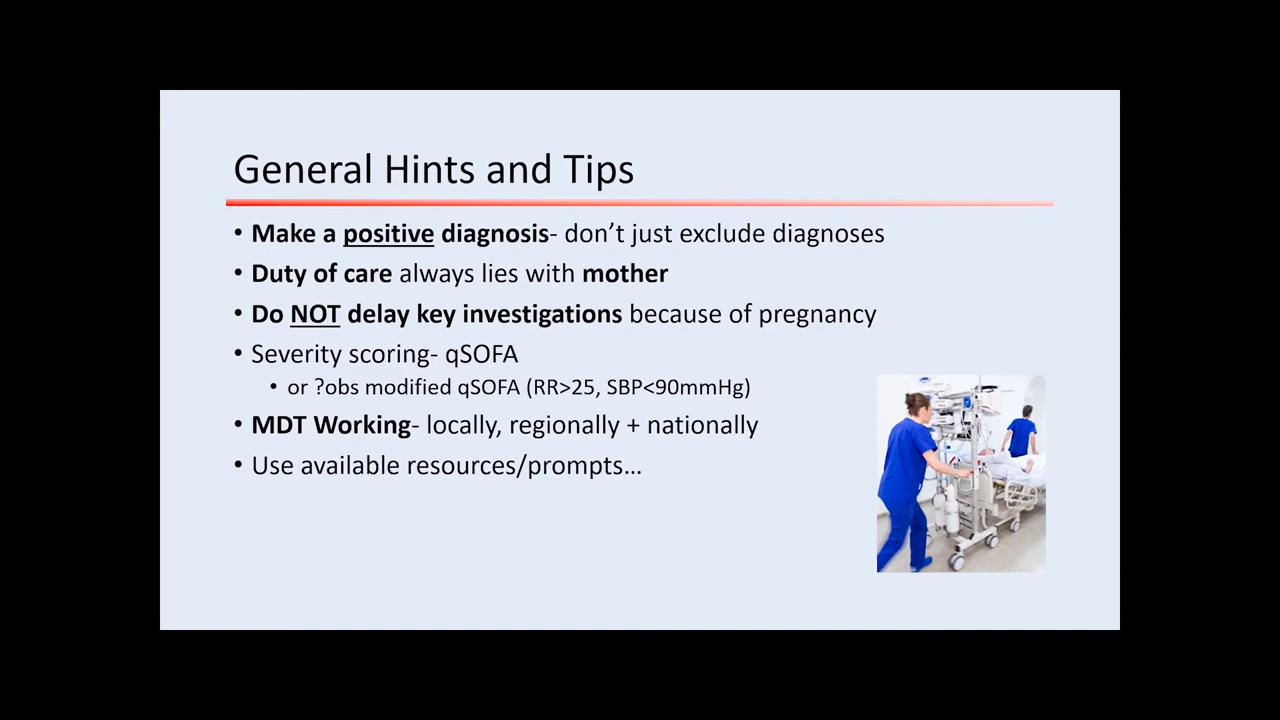 General Hints and Tips
• Make a positive diagnosis- don’t just exclude diagnoses
• Duty of care always lies with mother
• Do NOT delay key investigations because of pregnancy
• Severity scoring- qSOFA
• or ?obs modified qSOFA (RR>25, SBP<90mmHg)
• MDT Working- locally, regionally + nationally
• Use available resources/prompts…